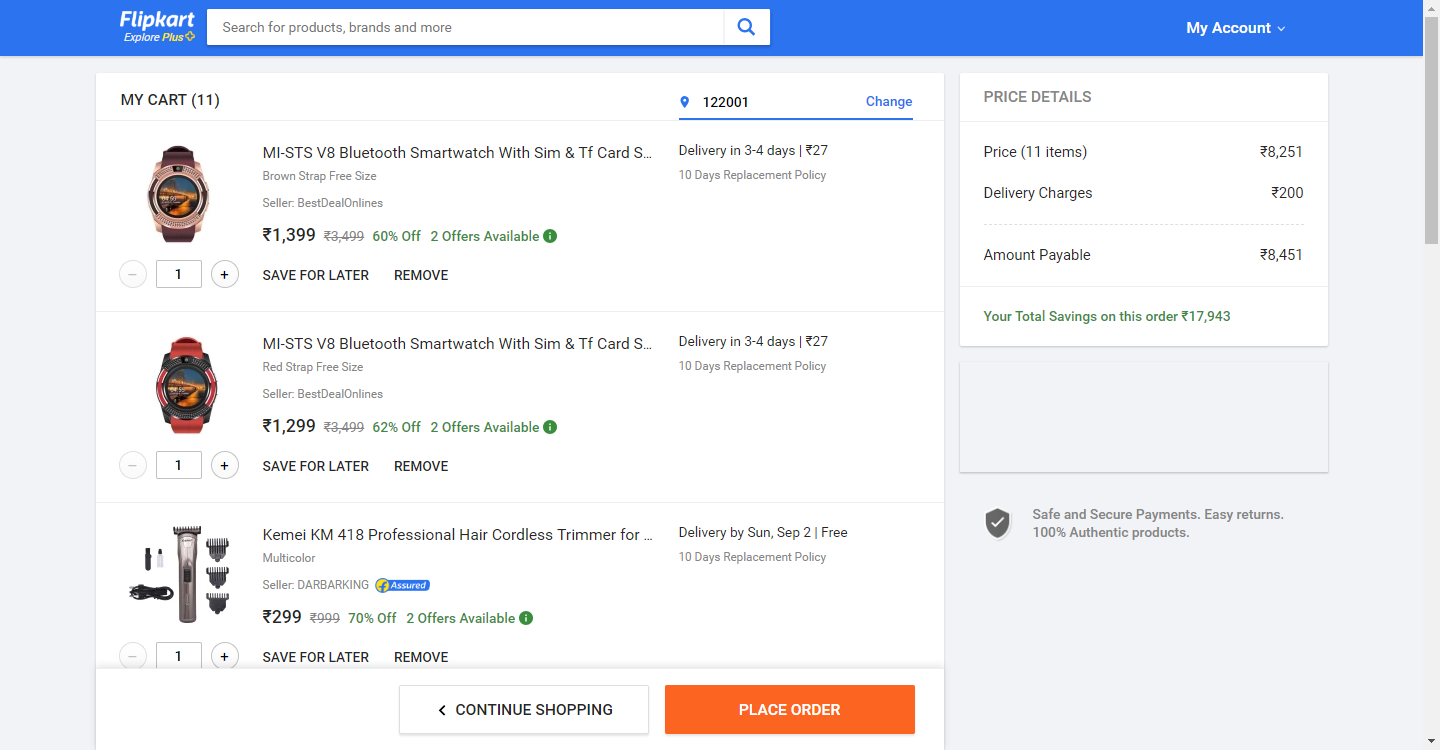 Flipkart
Explore Plus
Search for products, brands and more
My Account
MY CART (11)
122001
Change
MI-STS V8 Bluetooth Smartwatch With Sim & Tf Card S...
Brown Strap Free Size
Seller: BestDealOnlines
₹1,399 ₹3,499 60% Off 2 Offers Available
Delivery in 3-4 days | ₹27
10 Days Replacement Policy
1
SAVE FOR LATER REMOVE
MI-STS V8 Bluetooth Smartwatch With Sim & Tf Card S...
Red Strap Free Size
Seller: BestDealOnlines
₹1,299 ₹3,499 62% Off 2 Offers Available
Delivery in 3-4 days | ₹27
10 Days Replacement Policy
1
SAVE FOR LATER REMOVE
Kemei KM 418 Professional Hair Cordless Trimmer for ...
Multicolor
Seller: DARBARKING Assured
₹299 ₹999 70% Off 2 Offers Available
Delivery by Sun, Sep 2 | Free
10 Days Replacement Policy
1
SAVE FOR LATER REMOVE
CONTINUE SHOPPING
PLACE ORDER
PRICE DETAILS
Price (11 items) ₹8,251
Delivery Charges ₹200
Amount Payable ₹8,451
Your Total Savings on this order ₹17,943
Safe and Secure Payments. Easy returns.
100% Authentic products.